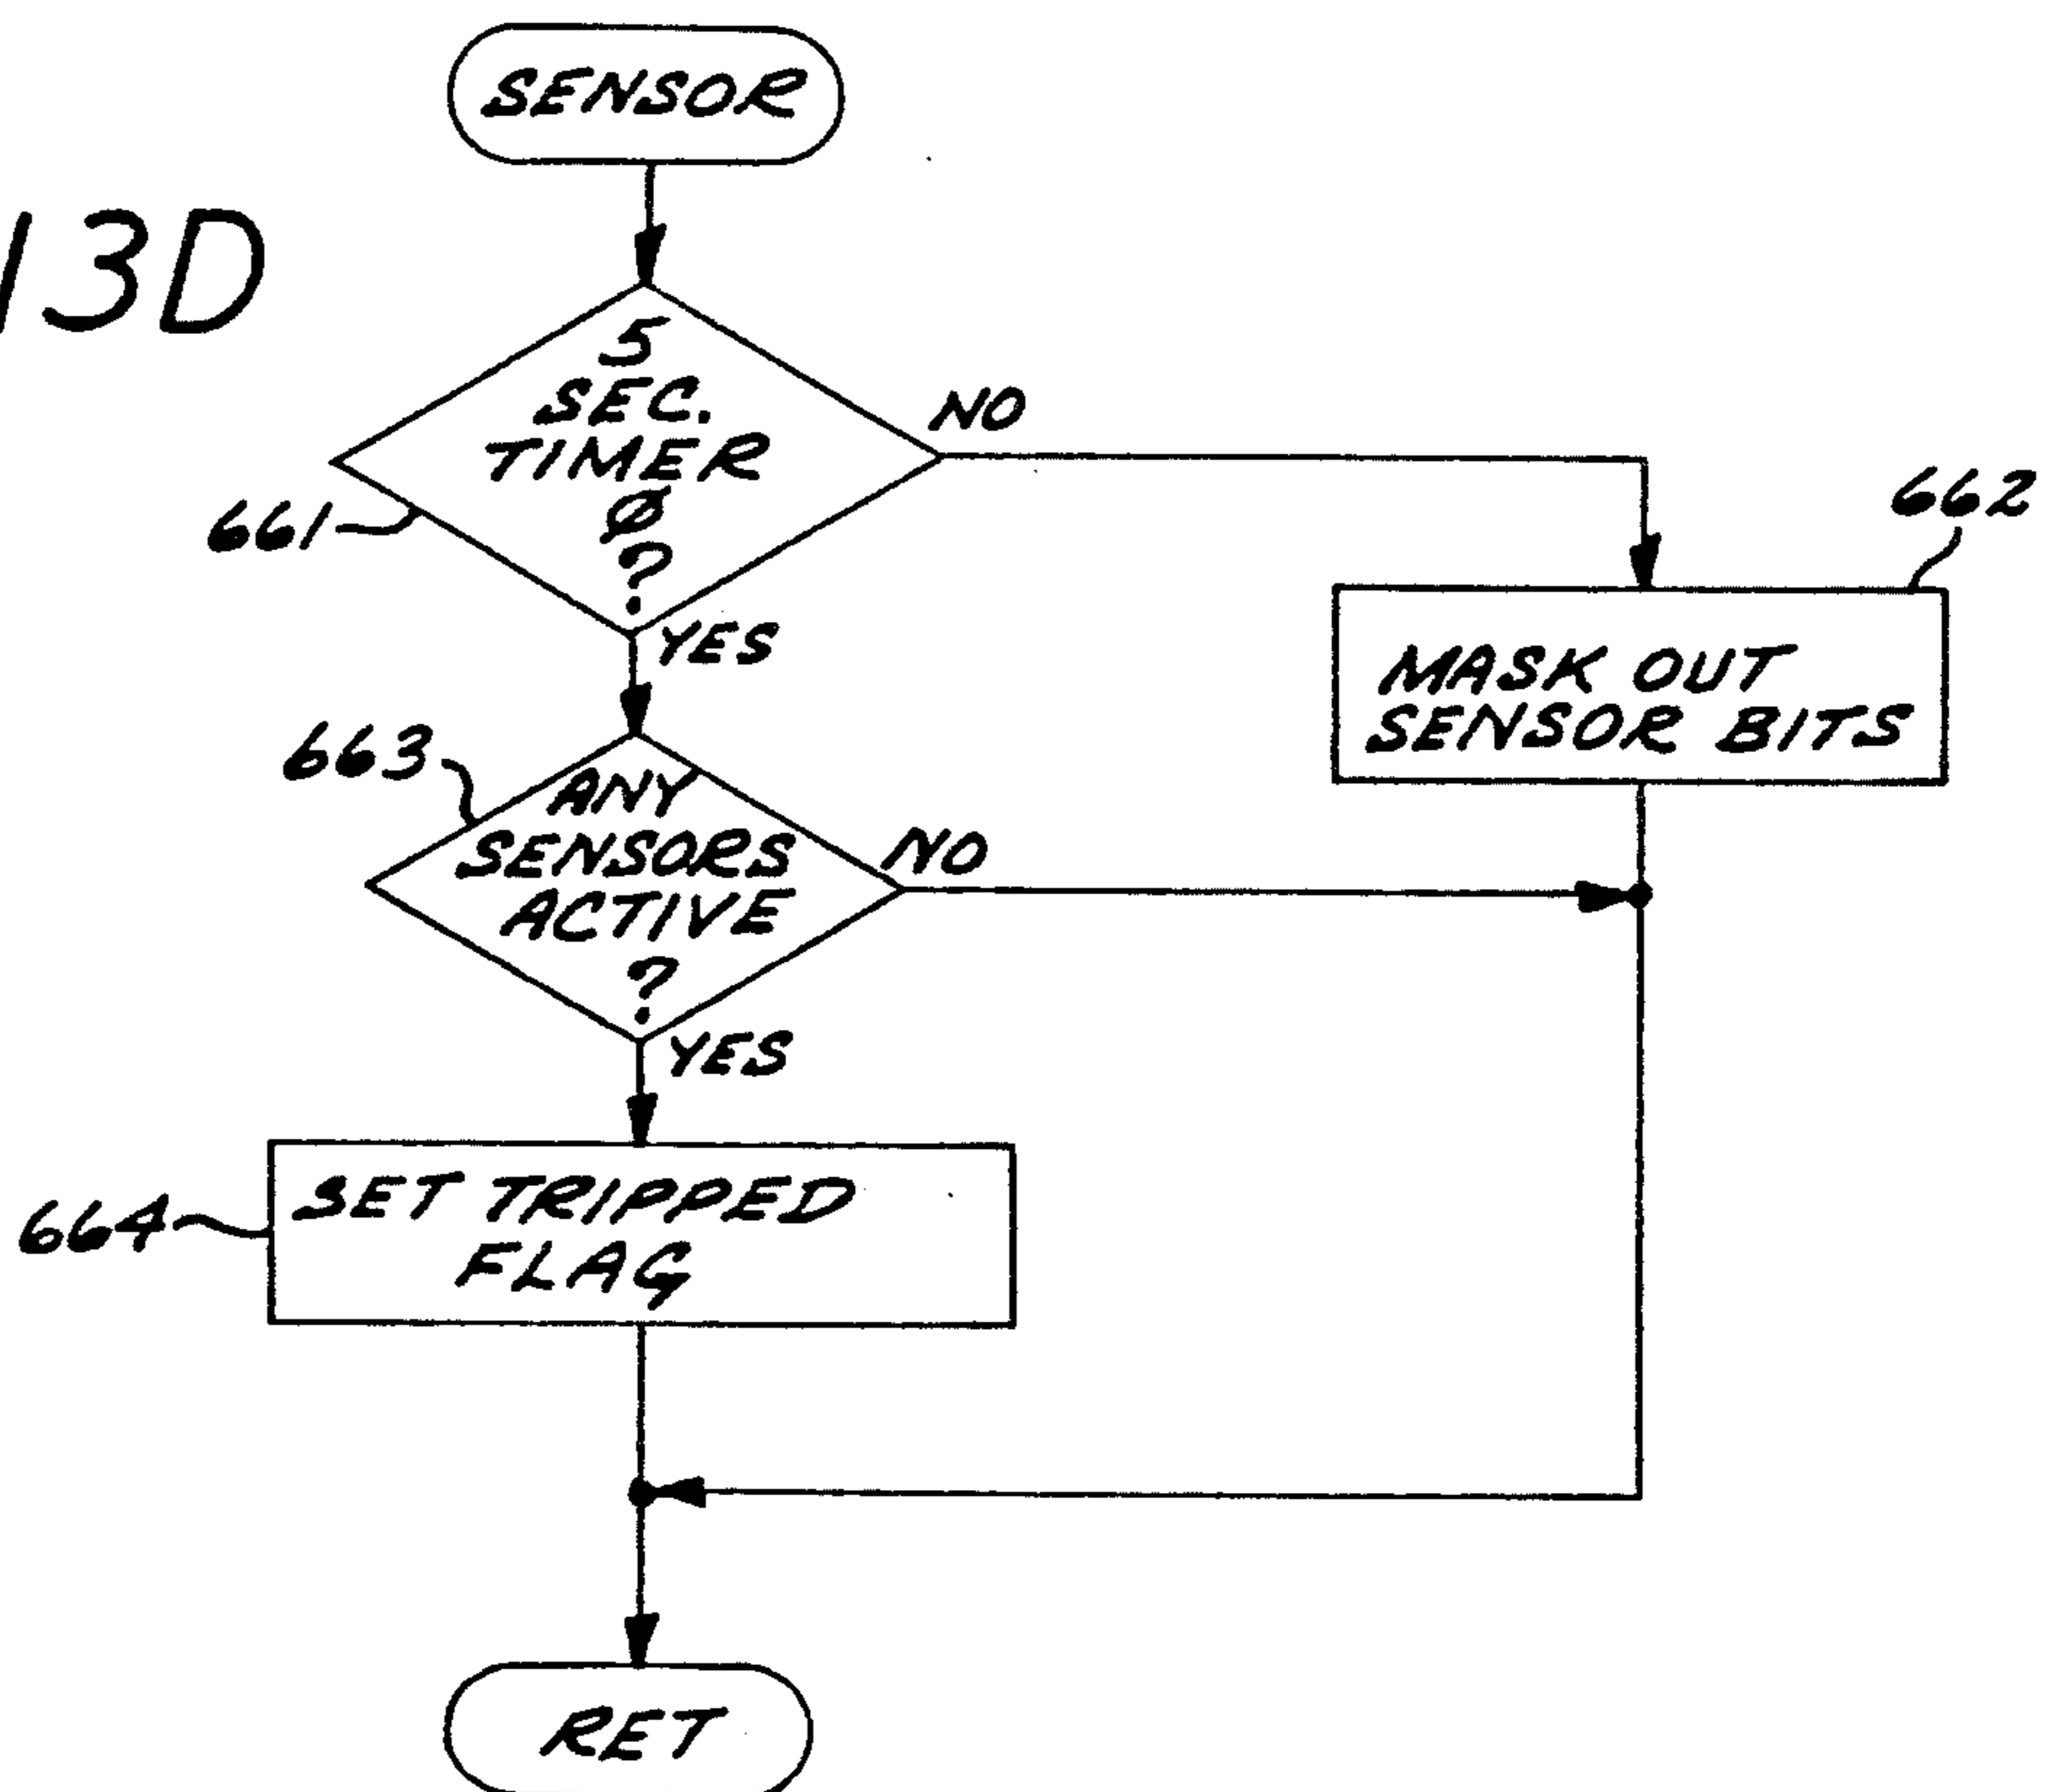 SENSOR
13D
5
SEC.
TIMER
Ø
?
NO
661
662
YES
MASK OUT
SENSOR BITS
663
ANY
SENSORS
ACTIVE
?
NO
YES
SET TRIPPED
FLAG
664
RET